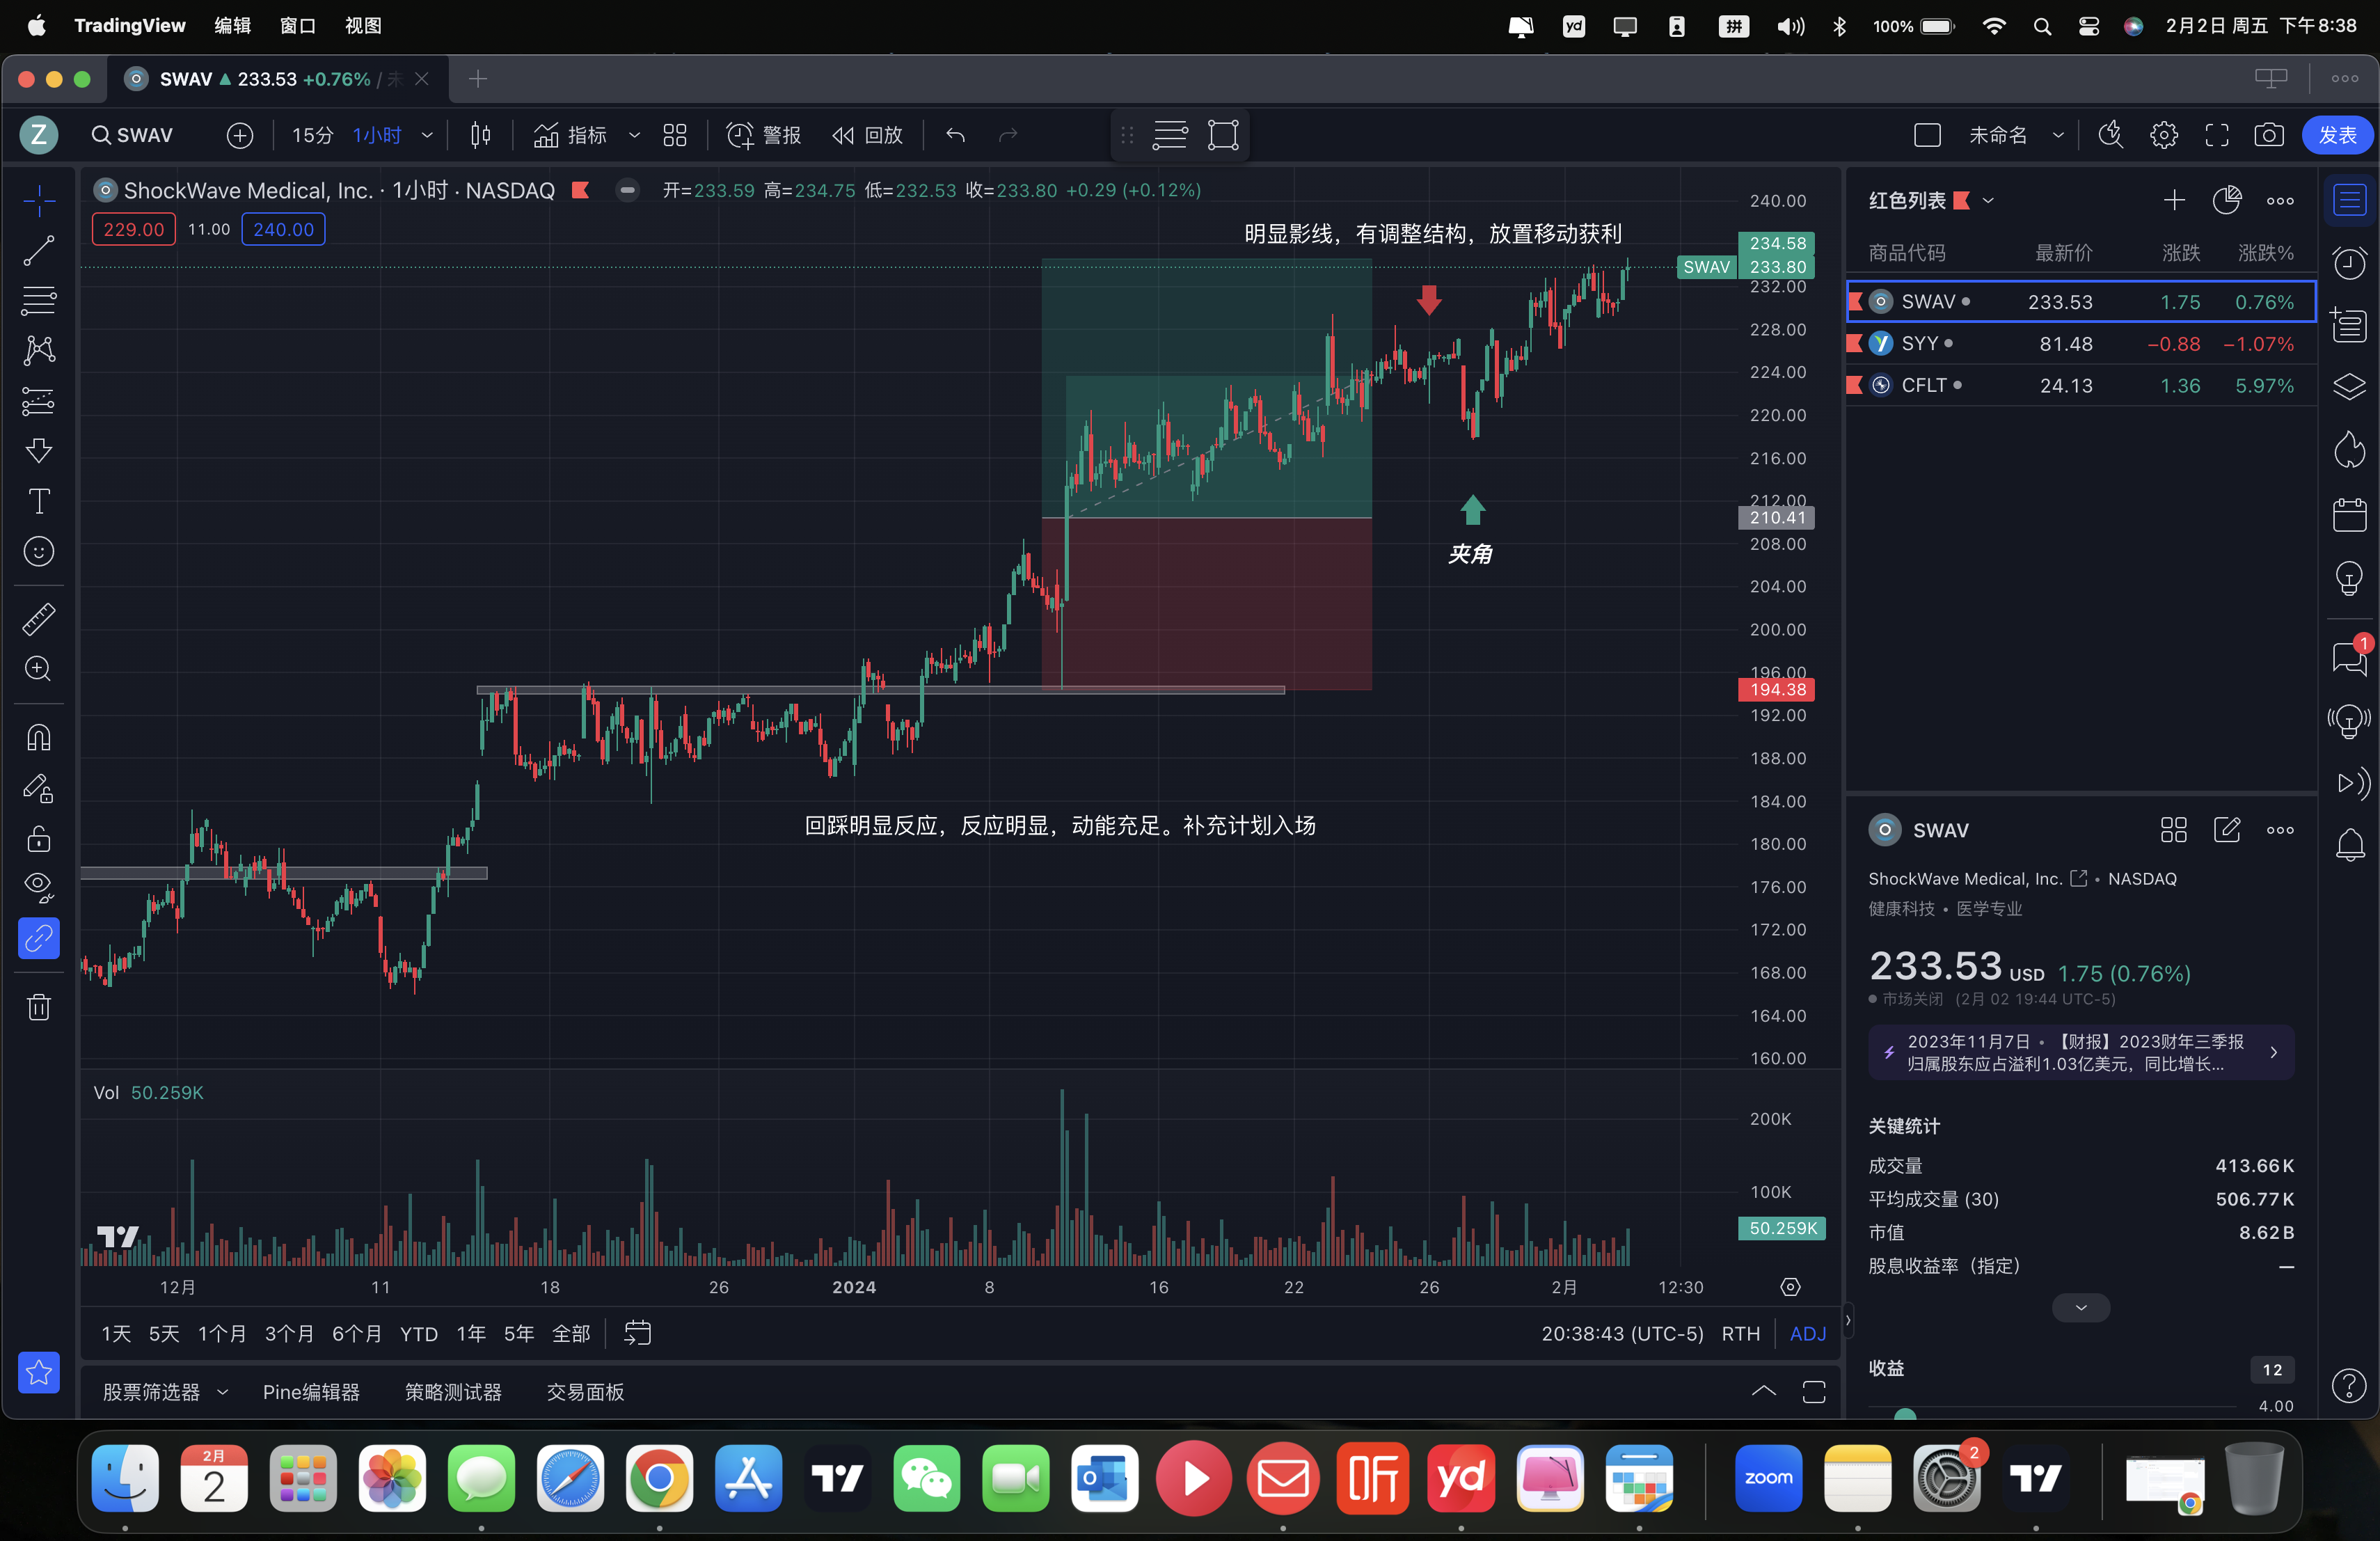 TradingView 编辑 窗口 视图
yd 拼 100% 2月2日 周五 下午8:38
SWAV ▲ 233.53 +0.76% / 未
Z SWAV 15分 1小时 指标 警报 回放 未命名 发表
ShockWave Medical, Inc. · 1小时 · NASDAQ 开=233.59 高=234.75 低=232.53 收=233.80 +0.29 (+0.12%)
229.00 11.00 240.00
明显影线，有调整结构，放置移动获利
夹角
回踩明显反应，反应明显，动能充足。补充计划入场
240.00
234.58
SWAV 233.80
232.00
228.00
224.00
220.00
216.00
212.00
210.41
208.00
204.00
200.00
196.00
194.38
192.00
188.00
184.00
180.00
176.00
172.00
168.00
164.00
160.00
Vol 50.259K
200K
100K
50.259K
12月 11 18 26 2024 8 16 22 26 2月 12:30
1天 5天 1个月 3个月 6个月 YTD 1年 5年 全部 20:38:43 (UTC-5) RTH ADJ
股票筛选器 Pine编辑器 策略测试器 交易面板
红色列表
商品代码 最新价 涨跌 涨跌%
SWAV 233.53 1.75 0.76%
SYY 81.48 −0.88 −1.07%
CFLT 24.13 1.36 5.97%
1
SWAV
ShockWave Medical, Inc. • NASDAQ
健康科技 • 医学专业
233.53 USD 1.75 (0.76%)
市场关闭 (2月 02 19:44 UTC-5)
2023年11月7日 • 【财报】2023财年三季报
归属股东应占溢利1.03亿美元，同比增长...
关键统计
成交量 413.66K
平均成交量 (30) 506.77K
市值 8.62B
股息收益率（指定） —
收益 12
4.00
2月
2
听
yd
zoom
2